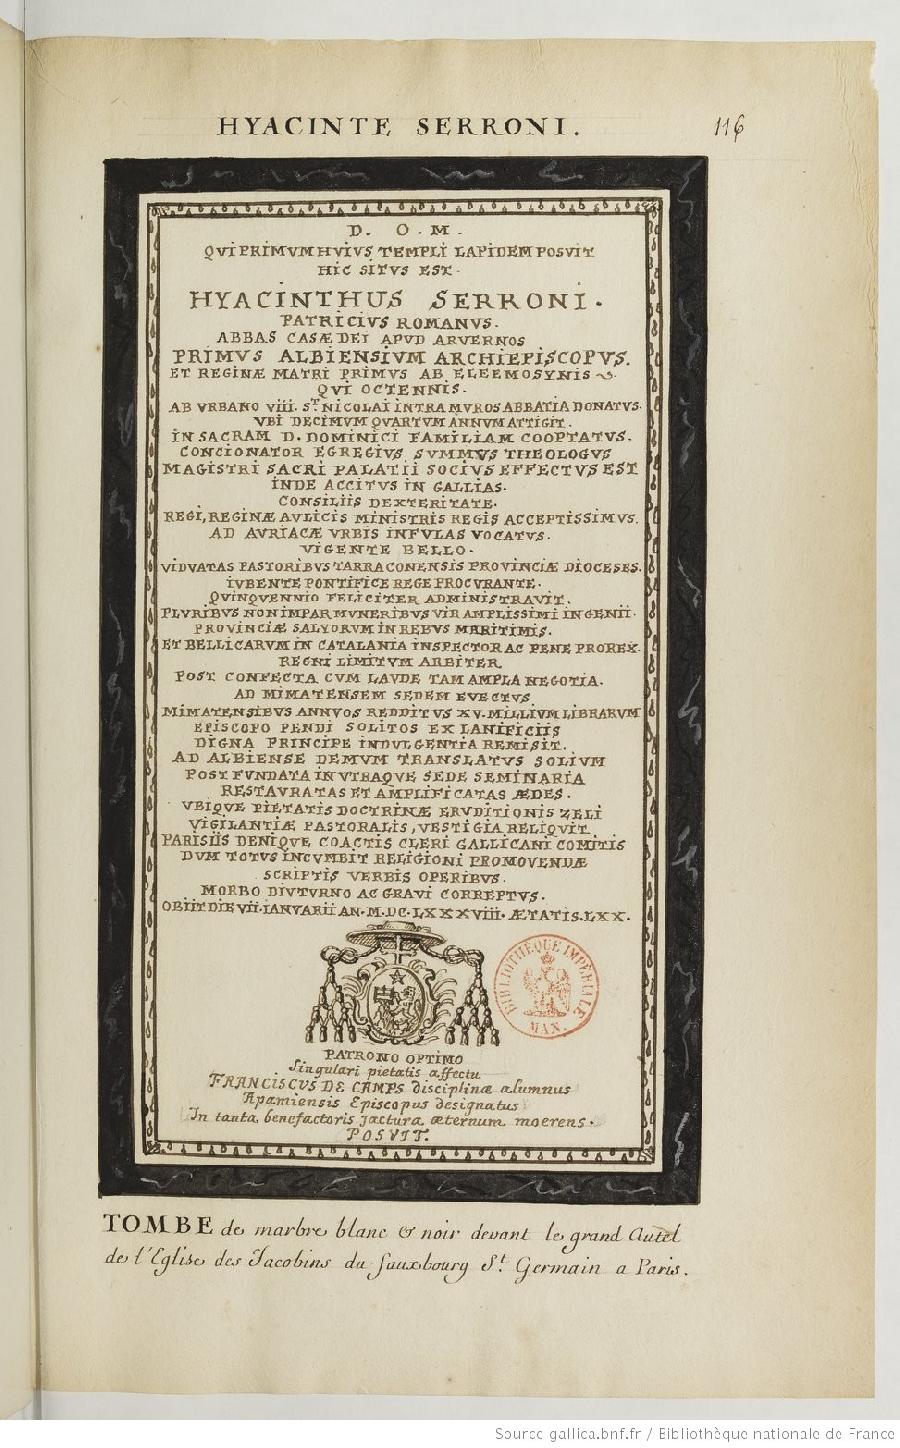 HYACINTE SERRONI.
116
D. O. M.
QVI PRIMVM HVIVS TEMPLI LAPIDEM POSVIT
HIC SITVS EST.
HYACINTHUS SERRONI.
PATRICIVS ROMANVS.
ABBAS CASÆ DEI APVD ARVERNOS
PRIMVS ALBIENSIVM ARCHIEPISCOPVS.
ET REGINÆ MATRI PRIMVS AB ELEEMOSYNIS
QVI OCTENNIS.
AB VRBANO VIII. STI NICOLAI INTRA MVROS ABBATIA DONATVS.
VBI DECIMVM QVARTVM ANNVM ATTIGIT.
IN SACRAM D. DOMINICI FAMILIAM COOPTATVS.
CONCIONATOR EGREGIVS SVMMVS THEOLOGVS
MAGISTRI SACRI PALATII SOCIVS EFFECTVS EST
INDE ACCITVS IN GALLIAS.
CONSILIIS DEXTERITATE.
REGI, REGINÆ AVLICIS MINISTRIS REGIS ACCEPTISSIMVS.
AD AVRIACÆ VRBIS INFVLAS VOCATVS.
VIGENTE BELLO.
VIDVATAS PASTORIBVS TARRACONENSIS PROVINCIÆ DIOCESES.
IVBENTE PONTIFICE REGE PROCVRANTE.
QVINQVENNIO FELICITER ADMINISTRAVIT.
PLVRIBVS NON IMPAR MVNERIBVS VIR AMPLISSIMI INGENII.
PROVINCIÆ SALYORVM IN REBVS MARITIMIS.
ET BELLICARVM IN CATALANIA INSPECTOR AC PENE PROREX.
REGNI LIMITVM ARBITER.
POST CONFECTA CVM LAVDE TAM AMPLA NEGOTIA.
AD MIMATENSEM SEDEM EVECTVS
MIMATENSIBVS ANNVOS REDDITVS XV. MILLIVM LIBRARVM
EPISCOPO PENDI SOLITOS EX LANIFICIIS
DIGNA PRINCIPE INDVLGENTIA REMISIT.
AD ALBIENSE DEMVM TRANSLATVS SOLIVM
POST FVNDATA IN VTRAQVE SEDE SEMINARIA
RESTAVRATAS ET AMPLIFICATAS ÆDES.
VBIQVE PIETATIS DOCTRINÆ ERVDITIONIS ZELI
VIGILANTIÆ PASTORALIS, VESTIGIA RELIQVIT.
PARISIIS DENIQVE COACTIS CLERI GALLICANI COMITIS
DVM TOTVS INCVMBIT RELIGIONI PROMOVENDÆ
SCRIPTIS VERBIS OPERIBVS.
MORBO DIVTVRNO AC GRAVI CORREPTVS.
OBIIT DIE VII. IANVARII AN. M.DC.LXXXVIII. ÆTATIS. LXX.
BIBLIOTHÈQUE IMPÉRIALE
MAN.
PATRONO OPTIMO
Singulari pietatis affectu
FRANCISCVS DE CAMPS disciplinæ alumnus
Apamiensis Episcopus designatus
In tanta benefactoris jactura æternum moerens.
POSVIT.
TOMBE de marbre blanc & noir devant le grand Autel
de l'Eglise des Jacobins du fauxbourg St. Germain a Paris.
Source gallica.bnf.fr / Bibliothèque nationale de France